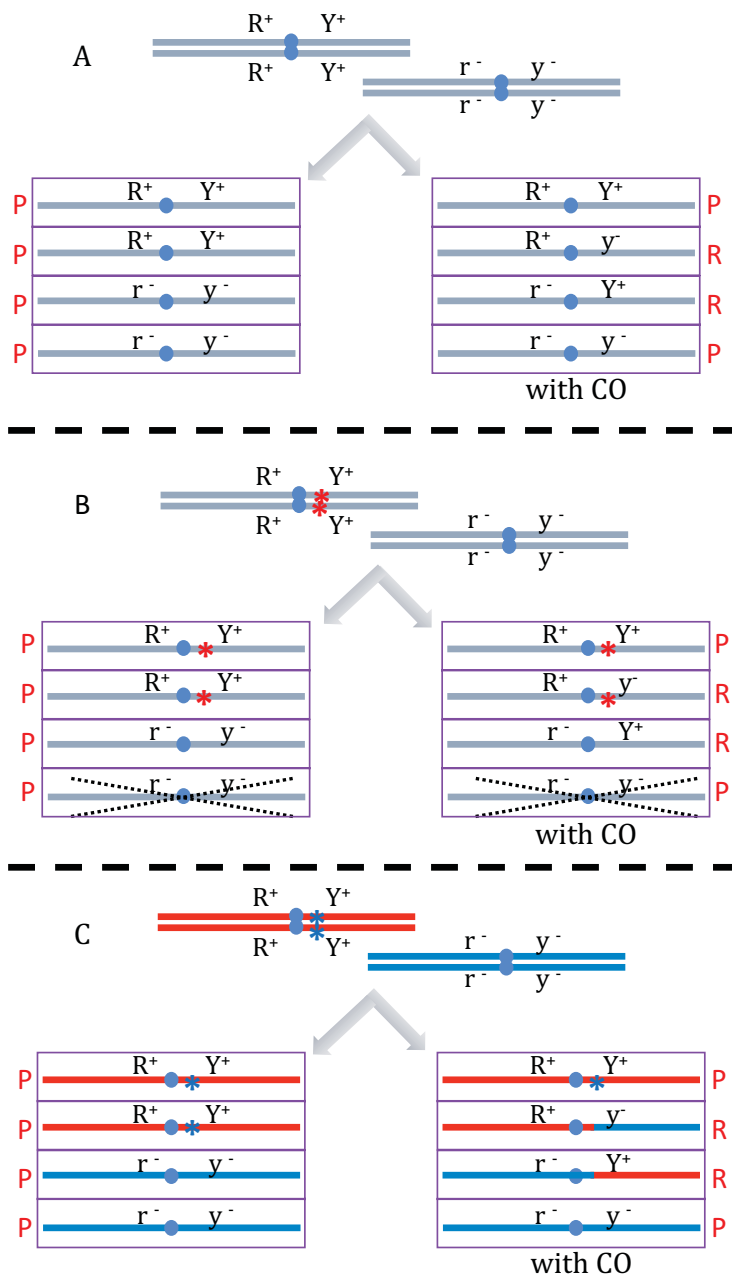 R⁺ Y⁺
A
R⁺ Y⁺
r - y -
r - y -
R⁺ Y⁺ R⁺ Y⁺
P P
R⁺ Y⁺ R⁺ y⁻
P R
r - y - r - Y⁺
P R
r - y - r - y -
P P
with CO
R⁺ Y⁺
B
R⁺ Y⁺
r - y -
r - y -
R⁺ Y⁺ R⁺ Y⁺
P * * P
R⁺ Y⁺ R⁺ y⁻
P * * R
r - y - r - Y⁺
P R
r - y - r - y -
P P
with CO
R⁺ Y⁺
C
R⁺ Y⁺
r - y -
r - y -
R⁺ Y⁺ R⁺ Y⁺
P * * P
R⁺ Y⁺ R⁺ y⁻
P * R
r - y - r - Y⁺
P R
r - y - r - y -
P P
with CO